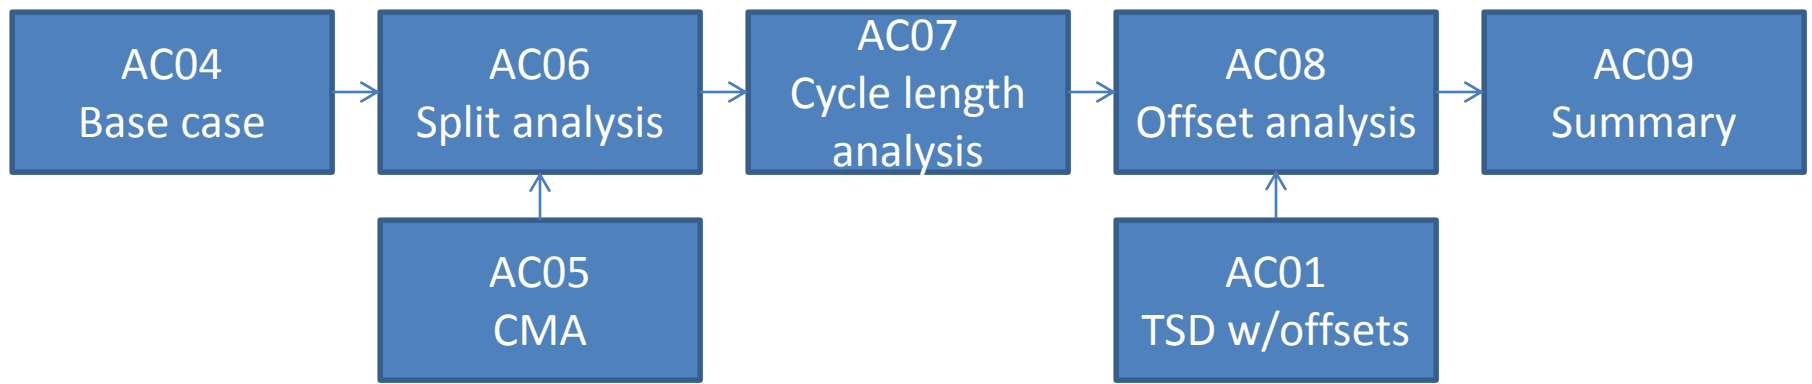 AC04
Base case
AC06
Split analysis
AC07
Cycle length
analysis
AC08
Offset analysis
AC09
Summary
AC05
CMA
AC01
TSD w/offsets